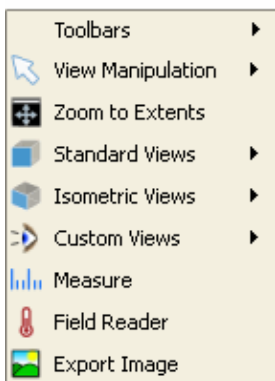 Toolbars
View Manipulation
Zoom to Extents
Standard Views
Isometric Views
Custom Views
Measure
Field Reader
Export Image